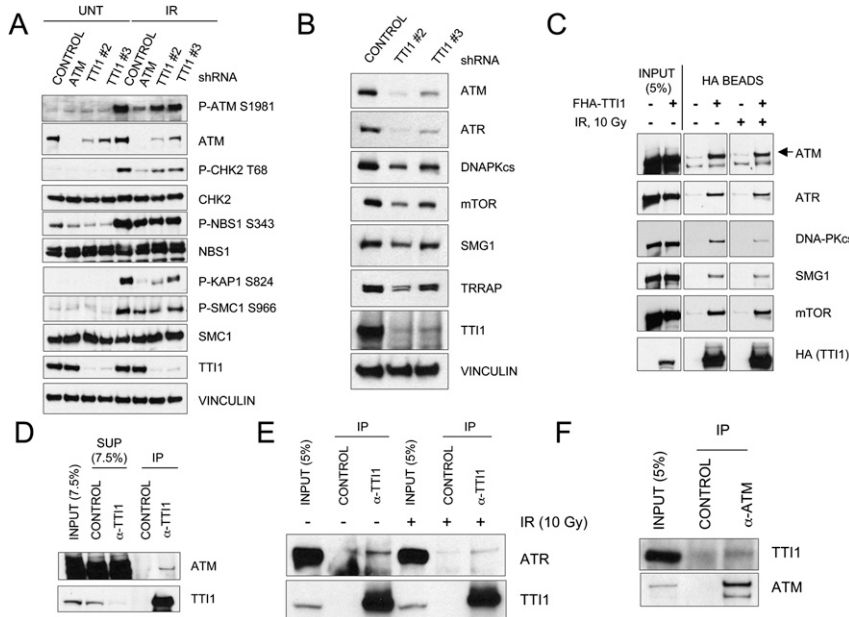 A
UNT
IR
CONTROL
ATM
TTI1 #2
TTI1 #3
CONTROL
ATM
TTI1 #2
TTI1 #3
shRNA
P-ATM S1981
ATM
P-CHK2 T68
CHK2
P-NBS1 S343
NBS1
P-KAP1 S824
P-SMC1 S966
SMC1
TTI1
VINCULIN
B
CONTROL
TTI1 #2
TTI1 #3
shRNA
ATM
ATR
DNAPKcs
mTOR
SMG1
TRRAP
TTI1
VINCULIN
C
INPUT
(5%)
HA BEADS
FHA-TTI1 - + - + - +
IR, 10 Gy - - - - + +
ATM
ATR
DNA-PKcs
SMG1
mTOR
HA (TTI1)
D
SUP
(7.5%)
IP
INPUT (7.5%)
CONTROL
α-TTI1
CONTROL
α-TTI1
ATM
TTI1
E
IP
IP
INPUT (5%)
CONTROL
α-TTI1
INPUT (5%)
CONTROL
α-TTI1
- - - + + + IR (10 Gy)
ATR
TTI1
F
IP
INPUT (5%)
CONTROL
α-ATM
TTI1
ATM